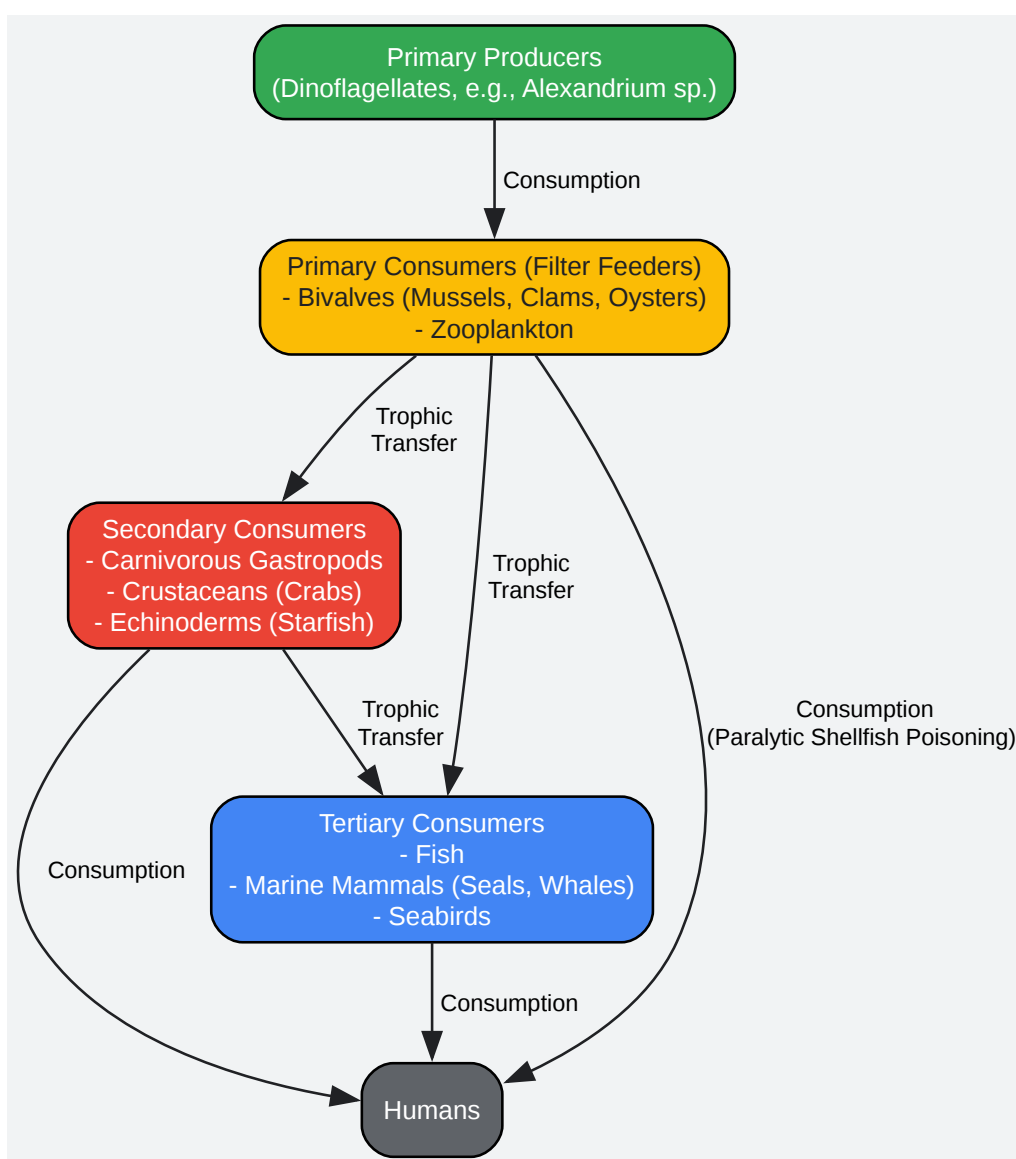 Primary Producers
(Dinoflagellates, e.g., Alexandrium sp.)
Consumption
Primary Consumers (Filter Feeders)
- Bivalves (Mussels, Clams, Oysters)
- Zooplankton
Trophic
Transfer
Secondary Consumers
- Carnivorous Gastropods
- Crustaceans (Crabs)
- Echinoderms (Starfish)
Trophic
Transfer
Trophic
Transfer
Consumption
(Paralytic Shellfish Poisoning)
Tertiary Consumers
- Fish
- Marine Mammals (Seals, Whales)
- Seabirds
Consumption
Consumption
Humans